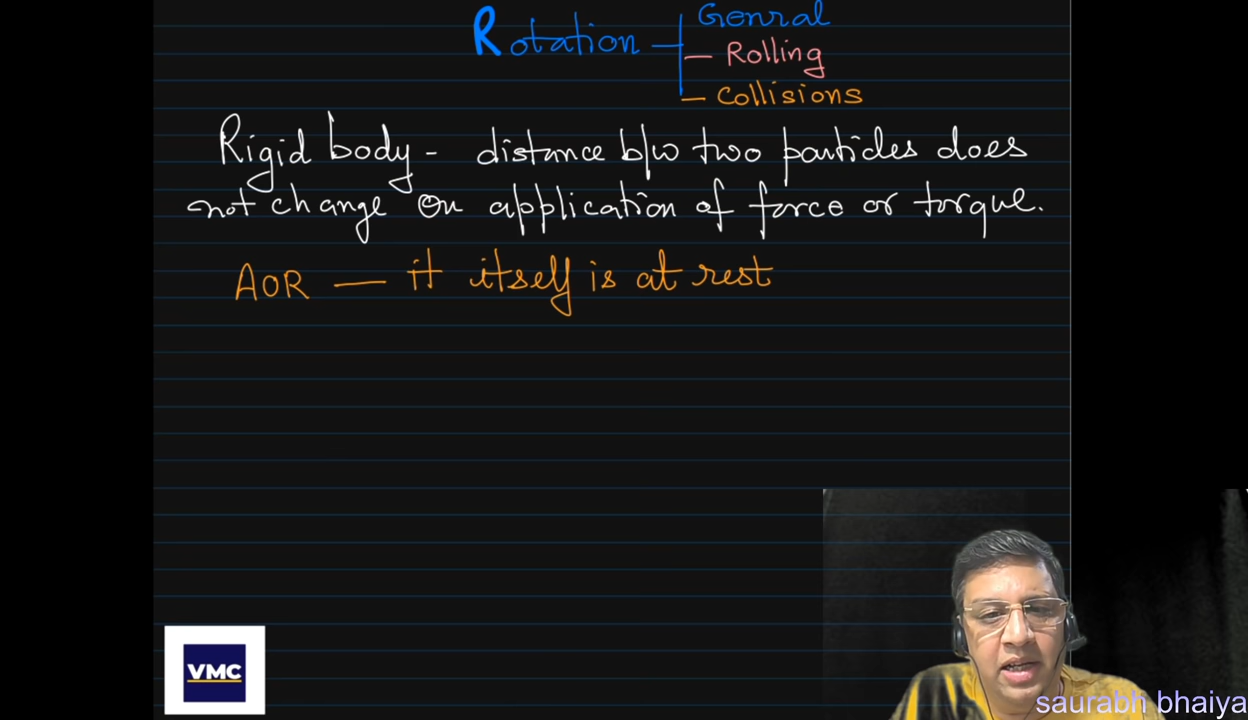 Rotation
Genral
— Rolling
— Collisions
Rigid body - distance b/w two particles does
not change on application of force or torque.
AOR — it itself is at rest
VMC
saurabh bhaiya